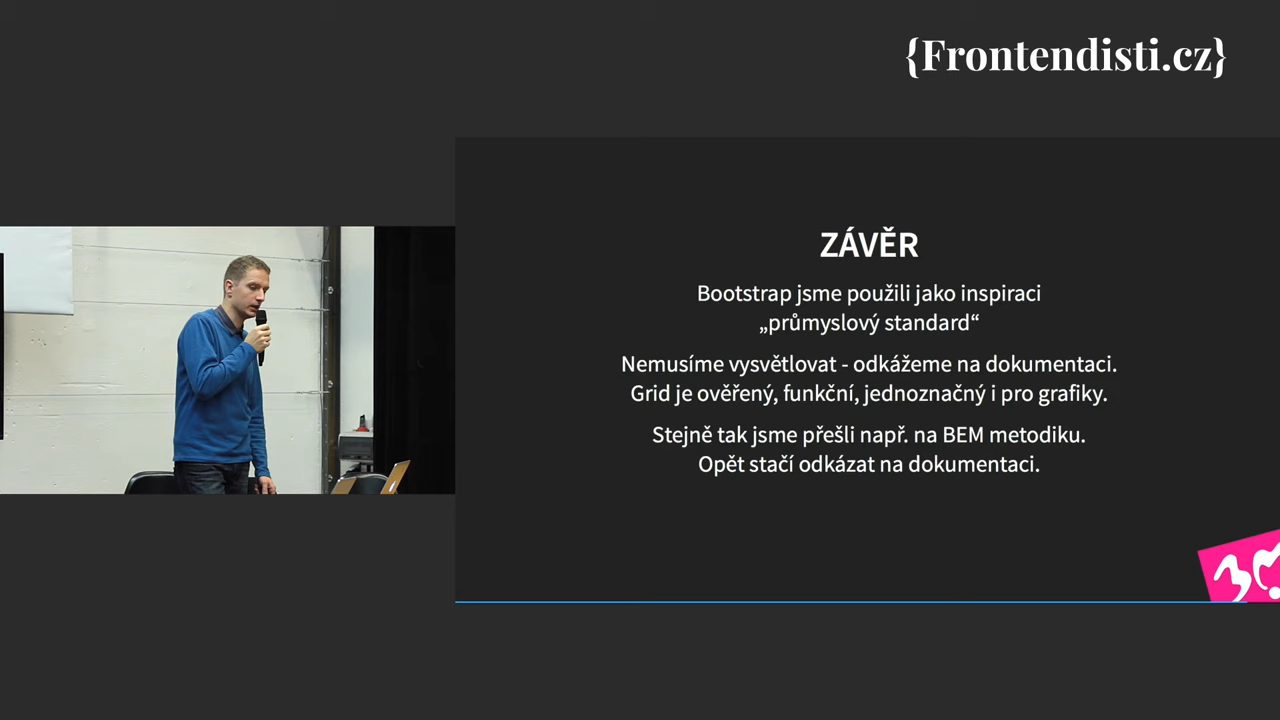 {Frontendisti.cz}
ZÁVĚR
Bootstrap jsme použili jako inspiraci
„průmyslový standard“
Nemusíme vysvětlovat - odkážeme na dokumentaci.
Grid je ověřený, funkční, jednoznačný i pro grafiky.
Stejně tak jsme přešli např. na BEM metodiku.
Opět stačí odkázat na dokumentaci.